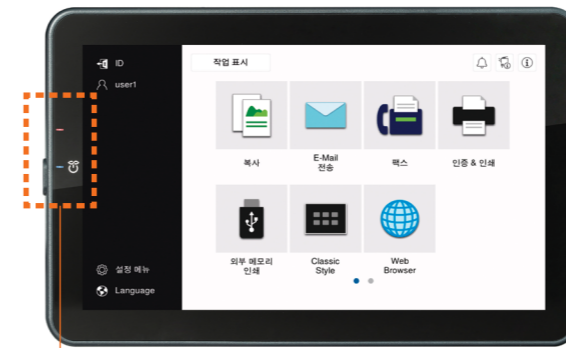 ID
user1
작업 표시
복사
E-Mail
전송
팩스
인증 & 인쇄
외부 메모리
인쇄
Classic
Style
Web
Browser
설정 메뉴
Language